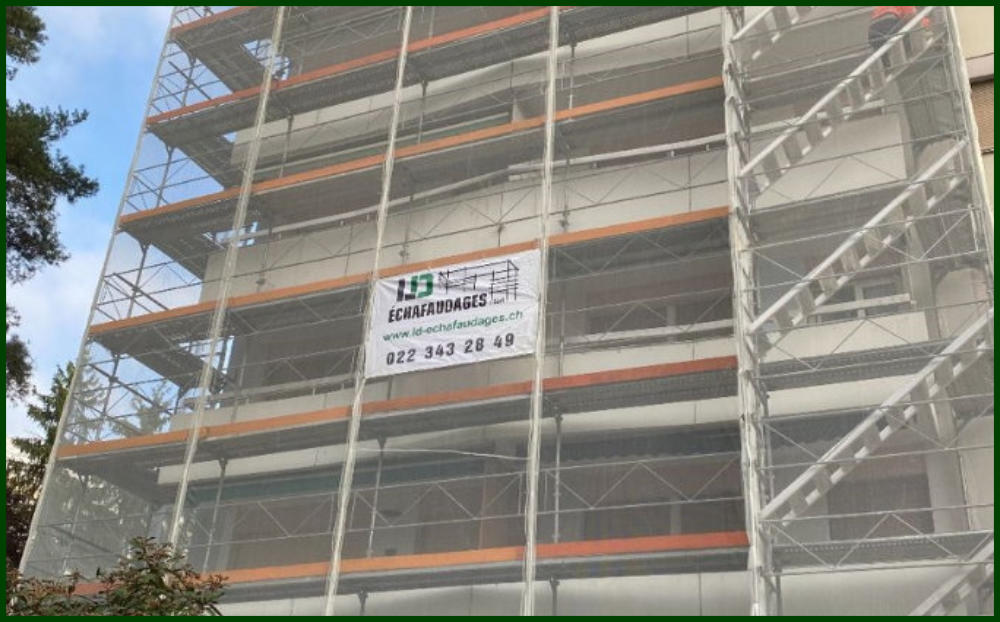 LD
ÉCHAFAUDAGES
www.ld-echafaudages.ch
022 343 28 49